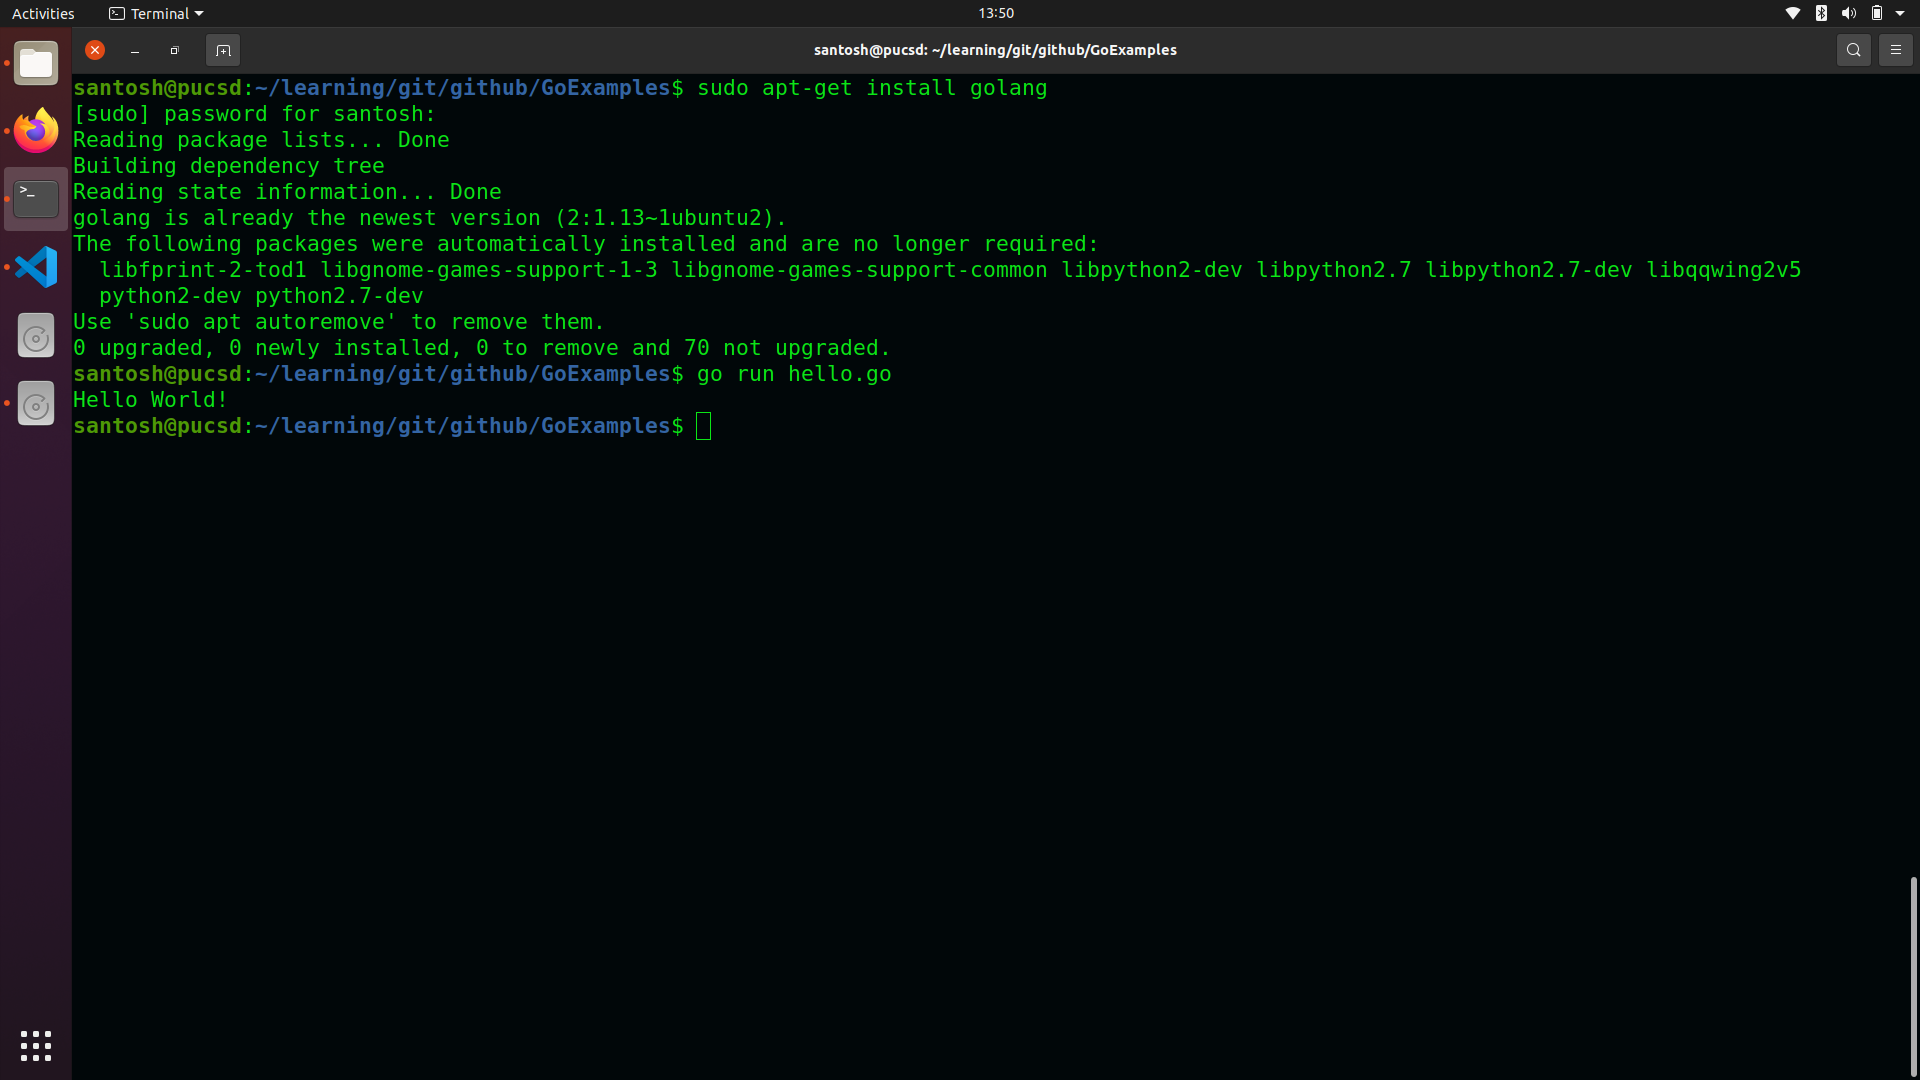 Activities Terminal 13:50
santosh@pucsd: ~/learning/git/github/GoExamples
santosh@pucsd:~/learning/git/github/GoExamples$ sudo apt-get install golang
[sudo] password for santosh:
Reading package lists... Done
Building dependency tree
Reading state information... Done
golang is already the newest version (2:1.13~1ubuntu2).
The following packages were automatically installed and are no longer required:
  libfprint-2-tod1 libgnome-games-support-1-3 libgnome-games-support-common libpython2-dev libpython2.7 libpython2.7-dev libqqwing2v5
  python2-dev python2.7-dev
Use 'sudo apt autoremove' to remove them.
0 upgraded, 0 newly installed, 0 to remove and 70 not upgraded.
santosh@pucsd:~/learning/git/github/GoExamples$ go run hello.go
Hello World!
santosh@pucsd:~/learning/git/github/GoExamples$